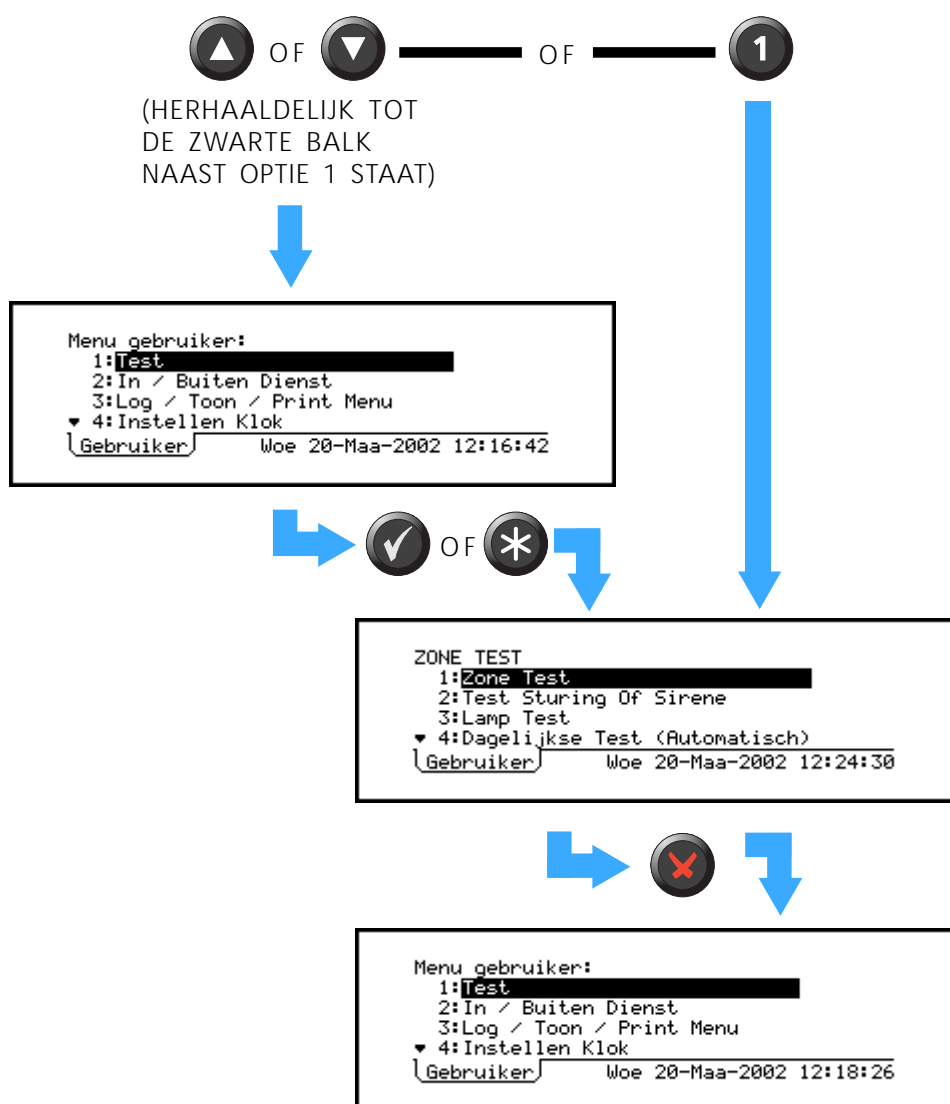 OF OF 1
(HERHAALDELIJK TOT
DE ZWARTE BALK
NAAST OPTIE 1 STAAT)
Menu gebruiker:
1:Test
2:In / Buiten Dienst
3:Log / Toon / Print Menu
▼ 4:Instellen Klok
Gebruiker Woe 20-Maa-2002 12:16:42
OF
ZONE TEST
1:Zone Test
2:Test Sturing Of Sirene
3:Lamp Test
▼ 4:Dagelijkse Test (Automatisch)
Gebruiker Woe 20-Maa-2002 12:24:30
Menu gebruiker:
1:Test
2:In / Buiten Dienst
3:Log / Toon / Print Menu
▼ 4:Instellen Klok
Gebruiker Woe 20-Maa-2002 12:18:26